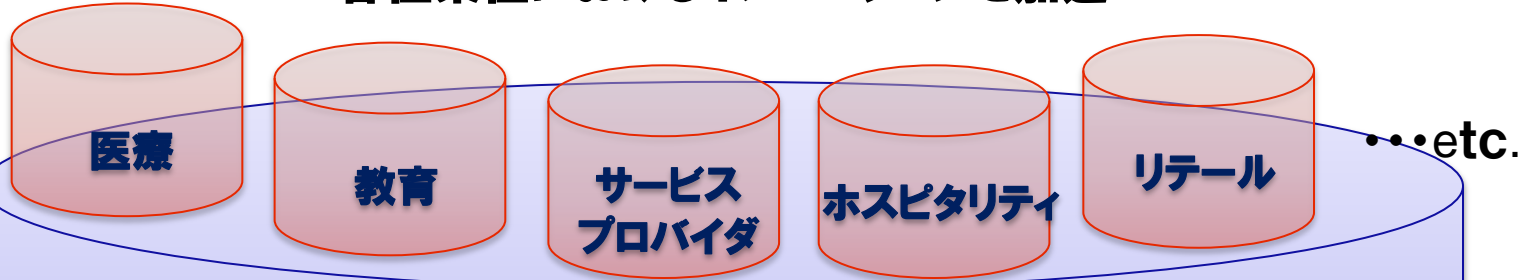 医療
教育
サービス
プロバイダ
ホスピタリティ
リテール
・・・etc.